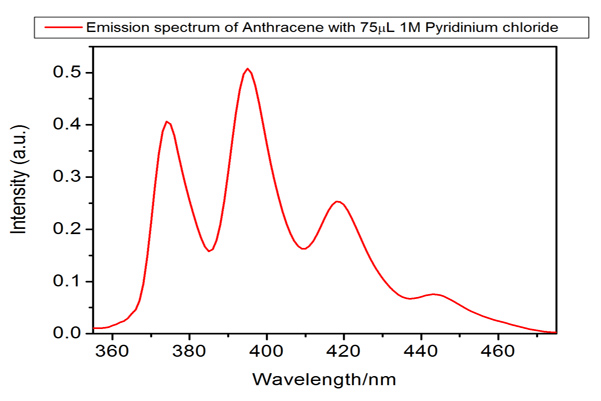 Emission spectrum of Anthracene with 75μL 1M Pyridinium chloride
0.5
0.4
0.3
0.2
0.1
0.0
Intensity (a.u.)
360 380 400 420 440 460
Wavelength/nm